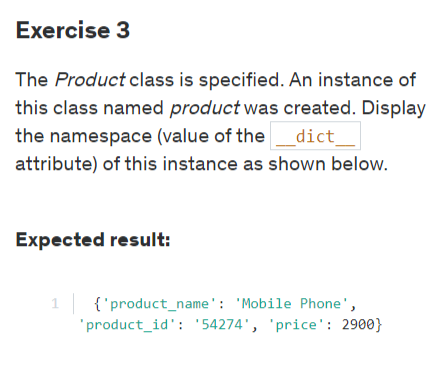 Exercise 3
The Product class is specified. An instance of
this class named product was created. Display
the namespace (value of the __dict__
attribute) of this instance as shown below.
Expected result:
1 {'product_name': 'Mobile Phone',
'product_id': '54274', 'price': 2900}